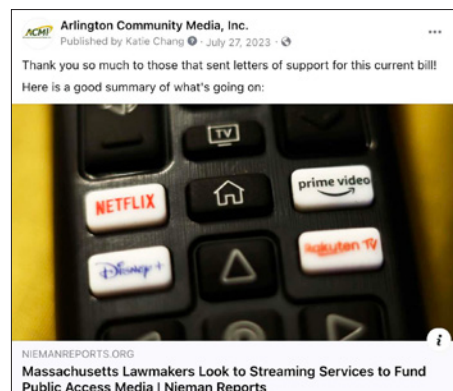 ACMi
Arlington Community Media, Inc.
Published by Katie Chang · July 27, 2023 ·
Thank you so much to those that sent letters of support for this current bill!
Here is a good summary of what's going on:
TV
NETFLIX
prime video
Disney+
Rakuten TV
i
NIEMANREPORTS.ORG
Massachusetts Lawmakers Look to Streaming Services to Fund
Public Access Media | Nieman Reports